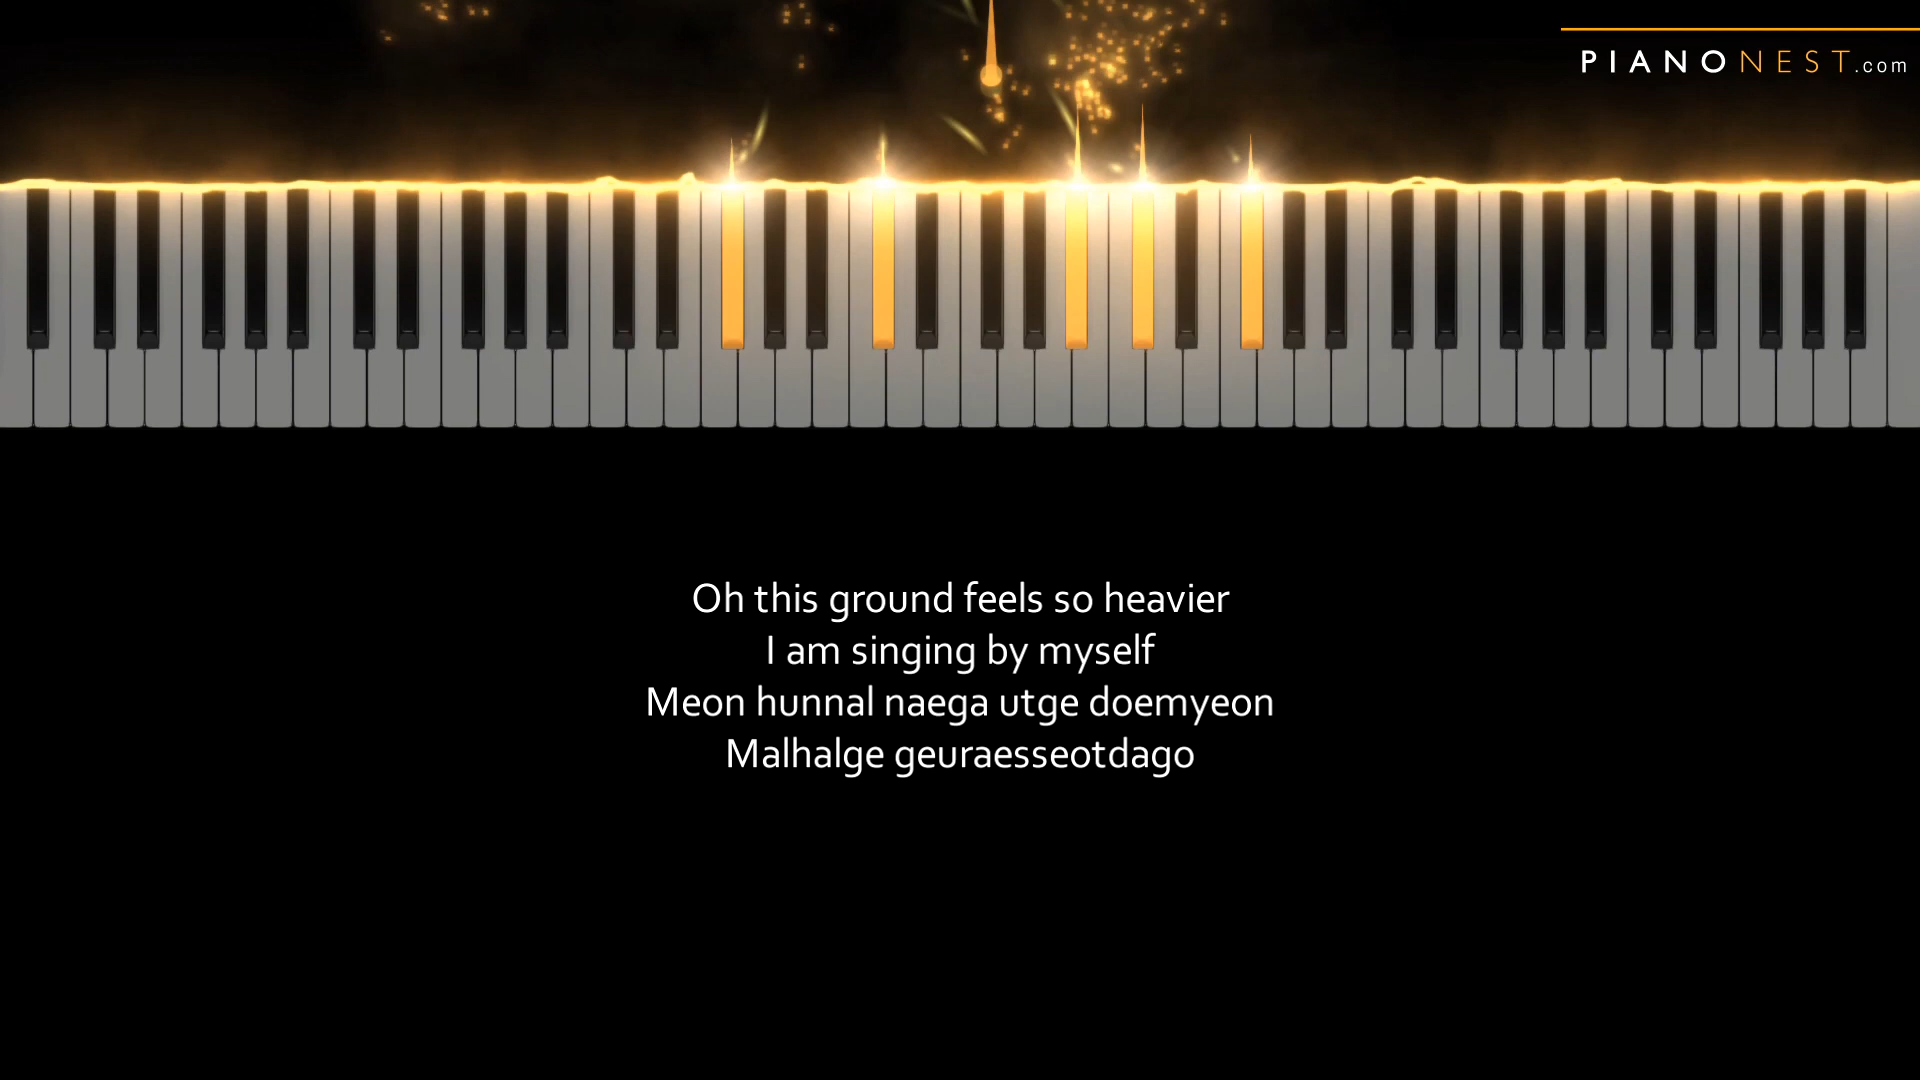 PIANONEST.com
Oh this ground feels so heavier
I am singing by myself
Meon hunnal naega utge doemyeon
Malhalge geuraesseotdago